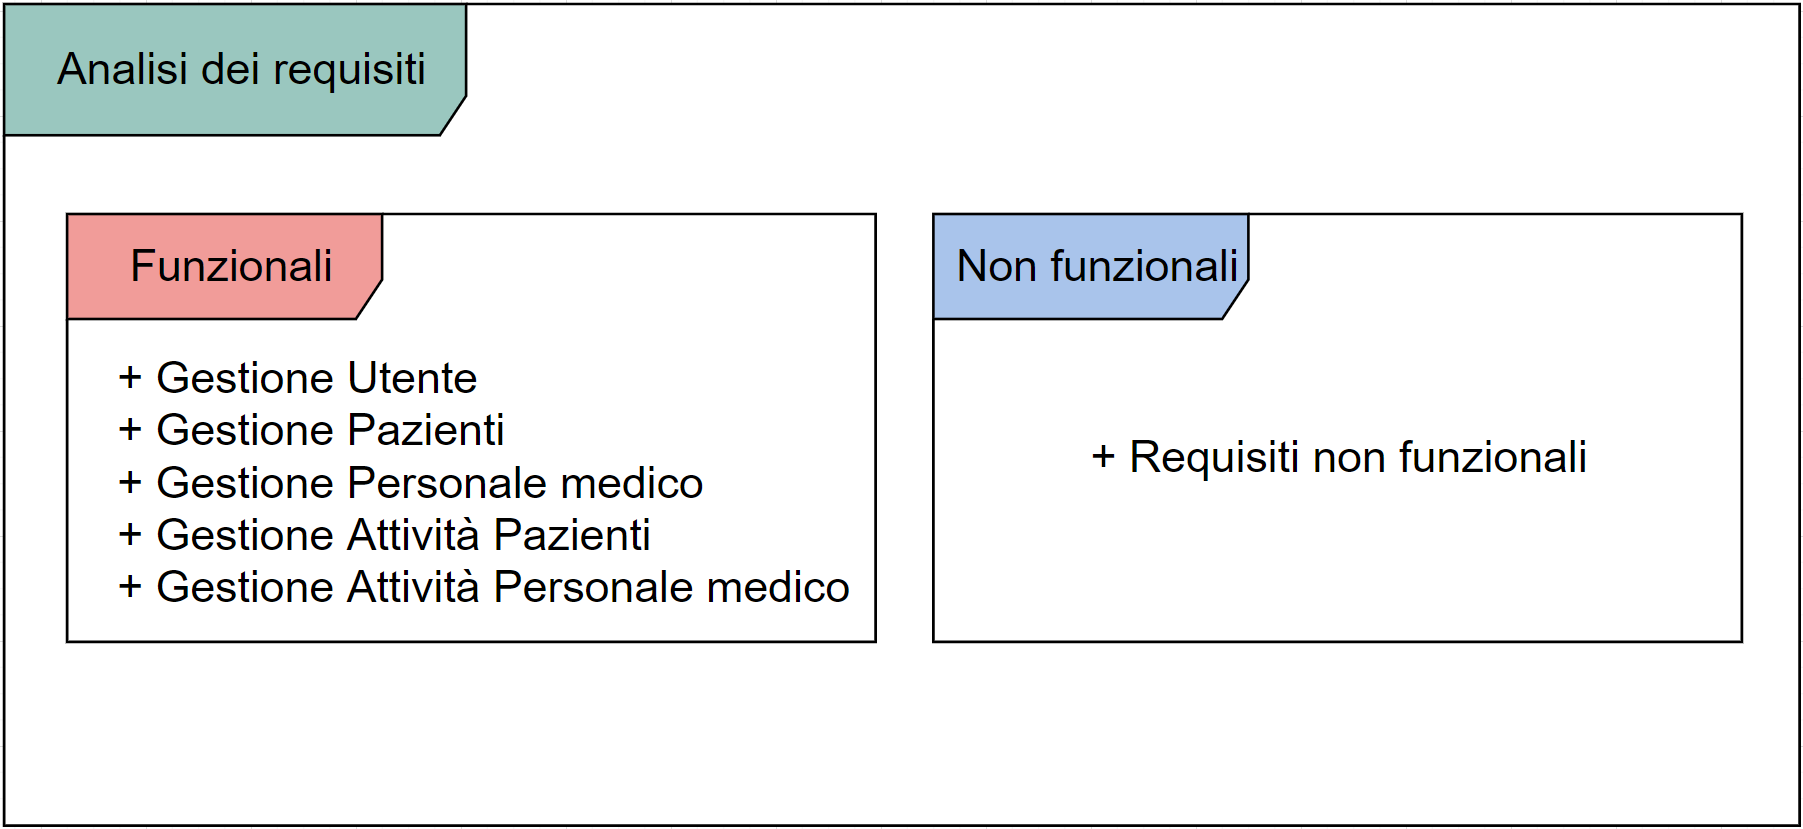 Analisi dei requisiti
Funzionali
+ Gestione Utente
+ Gestione Pazienti
+ Gestione Personale medico
+ Gestione Attività Pazienti
+ Gestione Attività Personale medico
Non funzionali
+ Requisiti non funzionali